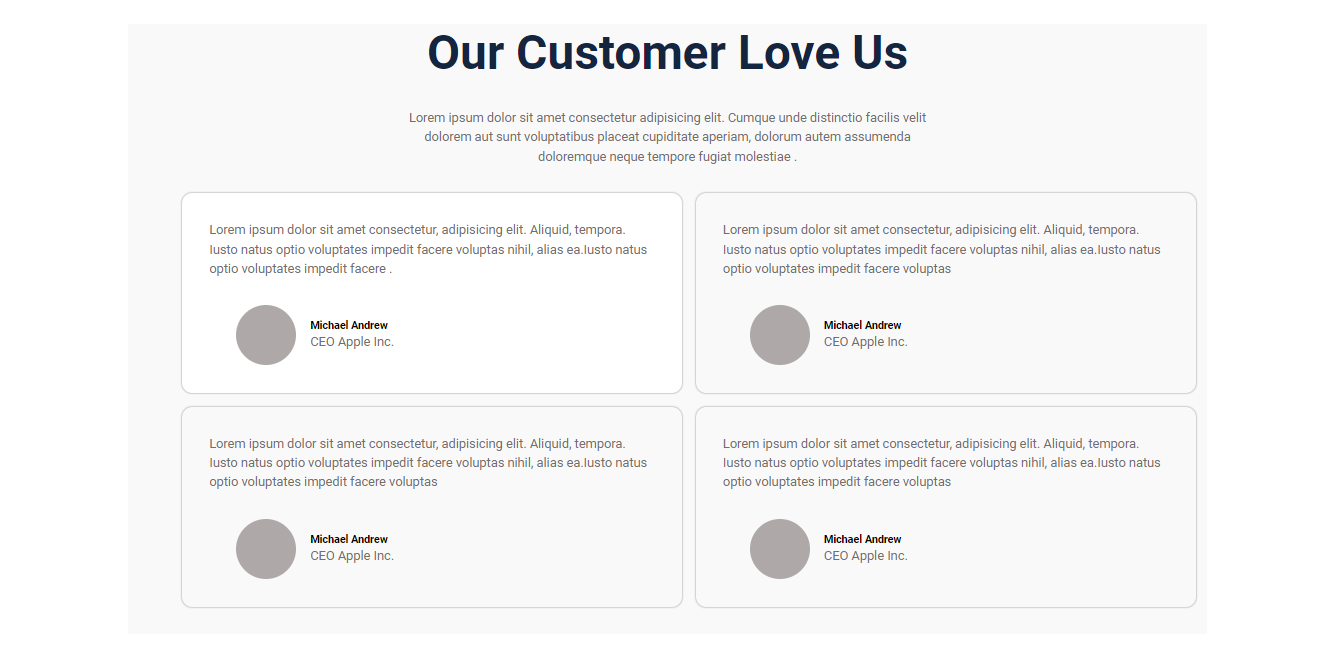 Our Customer Love Us
Lorem ipsum dolor sit amet consectetur adipisicing elit. Cumque unde distinctio facilis velit
dolorem aut sunt voluptatibus placeat cupiditate aperiam, dolorum autem assumenda
doloremque neque tempore fugiat molestiae .
Lorem ipsum dolor sit amet consectetur, adipisicing elit. Aliquid, tempora.
Iusto natus optio voluptates impedit facere voluptas nihil, alias ea.Iusto natus
optio voluptates impedit facere .
Michael Andrew
CEO Apple Inc.
Lorem ipsum dolor sit amet consectetur, adipisicing elit. Aliquid, tempora.
Iusto natus optio voluptates impedit facere voluptas nihil, alias ea.Iusto natus
optio voluptates impedit facere voluptas
Michael Andrew
CEO Apple Inc.
Lorem ipsum dolor sit amet consectetur, adipisicing elit. Aliquid, tempora.
Iusto natus optio voluptates impedit facere voluptas nihil, alias ea.Iusto natus
optio voluptates impedit facere voluptas
Michael Andrew
CEO Apple Inc.
Lorem ipsum dolor sit amet consectetur, adipisicing elit. Aliquid, tempora.
Iusto natus optio voluptates impedit facere voluptas nihil, alias ea.Iusto natus
optio voluptates impedit facere voluptas
Michael Andrew
CEO Apple Inc.